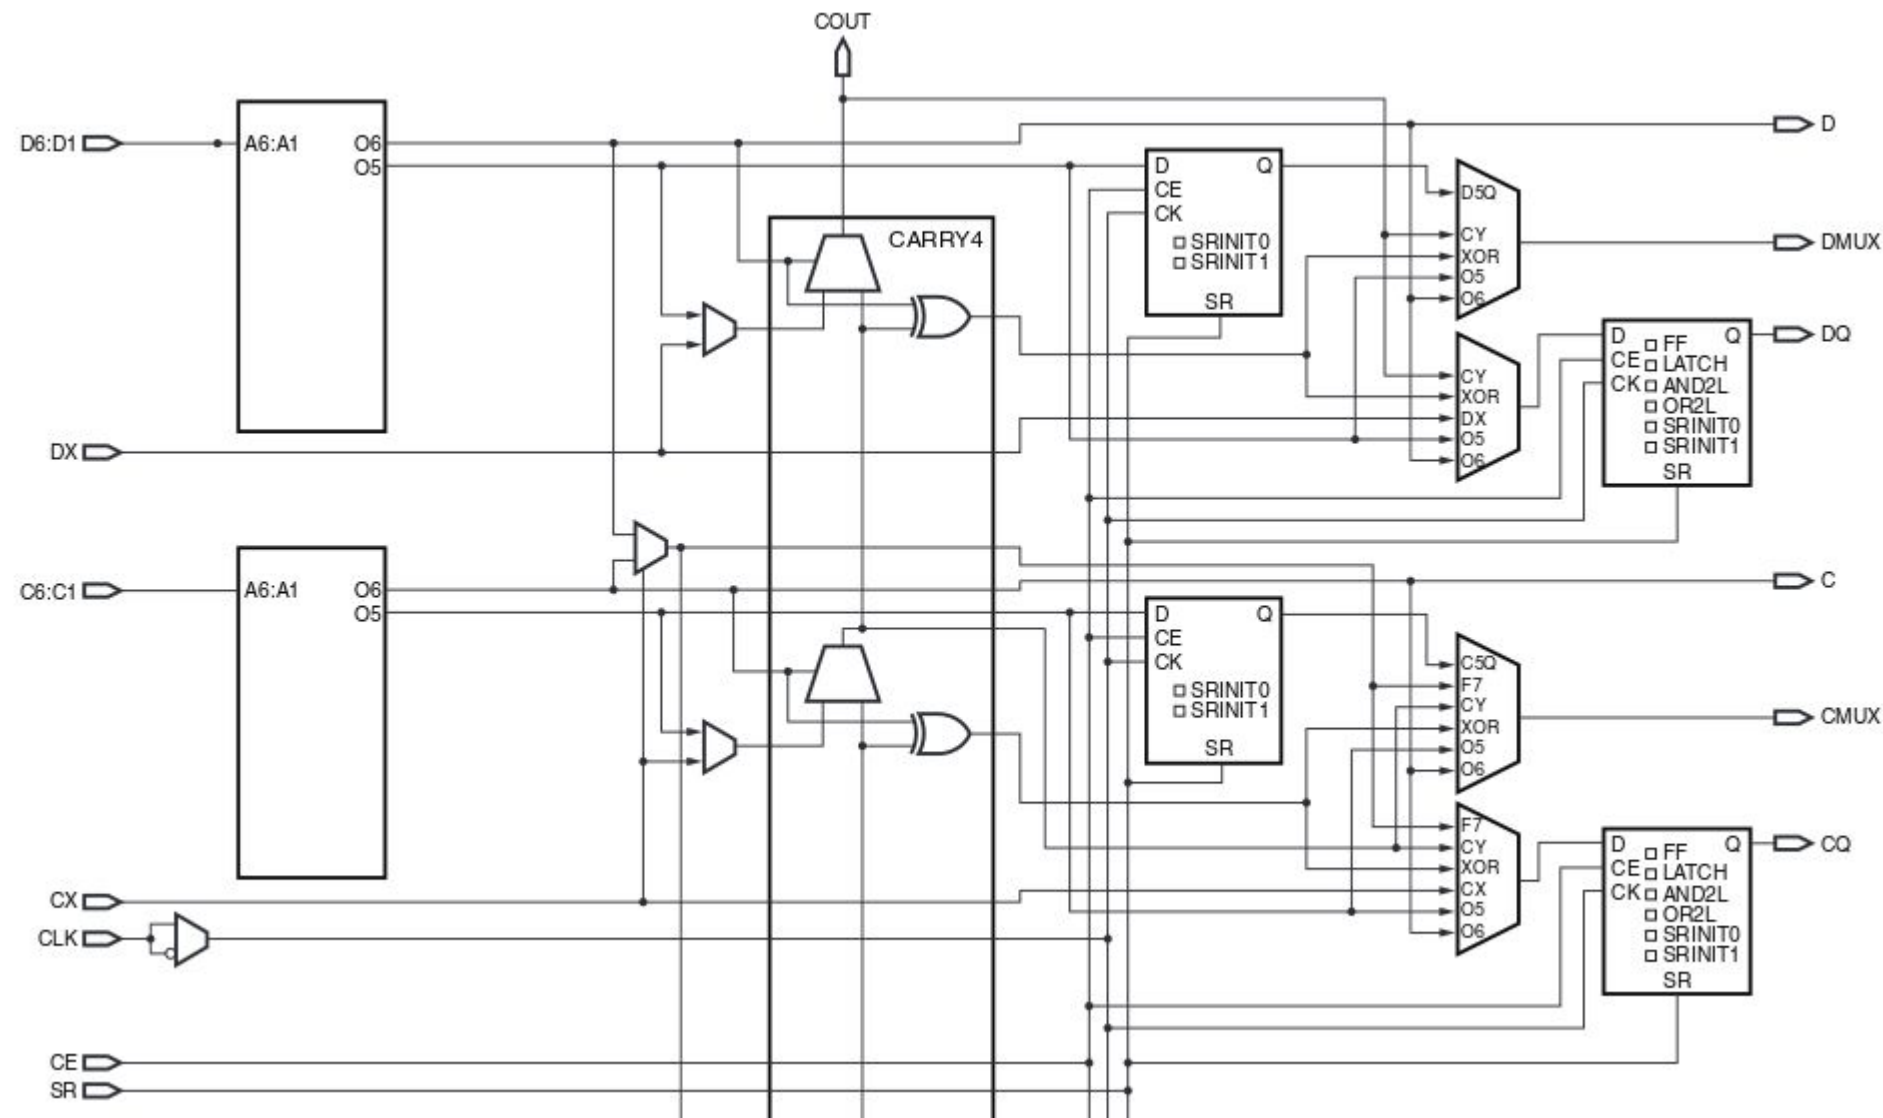 COUT
D6:D1
A6:A1
O6
O5
D
D
Q
CE
CK
SRINIT0
SRINIT1
SR
CARRY4
D5Q
CY
XOR
O5
O6
DMUX
CY
XOR
DX
O5
O6
D
Q
FF
CE
LATCH
CK
AND2L
OR2L
SRINIT0
SRINIT1
SR
DQ
DX
C6:C1
A6:A1
O6
O5
C
D
Q
CE
CK
SRINIT0
SRINIT1
SR
C5Q
F7
CY
XOR
O5
O6
CMUX
F7
CY
XOR
CX
O5
O6
D
Q
FF
CE
LATCH
CK
AND2L
OR2L
SRINIT0
SRINIT1
SR
CQ
CX
CLK
CE
SR